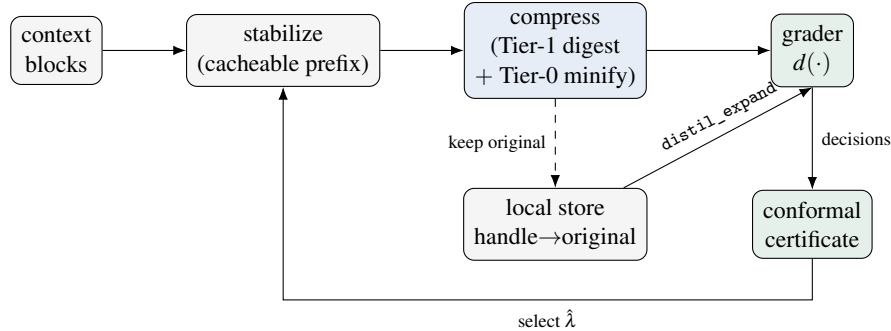 context
blocks
stabilize
(cacheable prefix)
compress
(Tier-1 digest
+ Tier-0 minify)
grader
d(·)
keep original
distil_expand
decisions
local store
handle→original
conformal
certificate
select λ̂